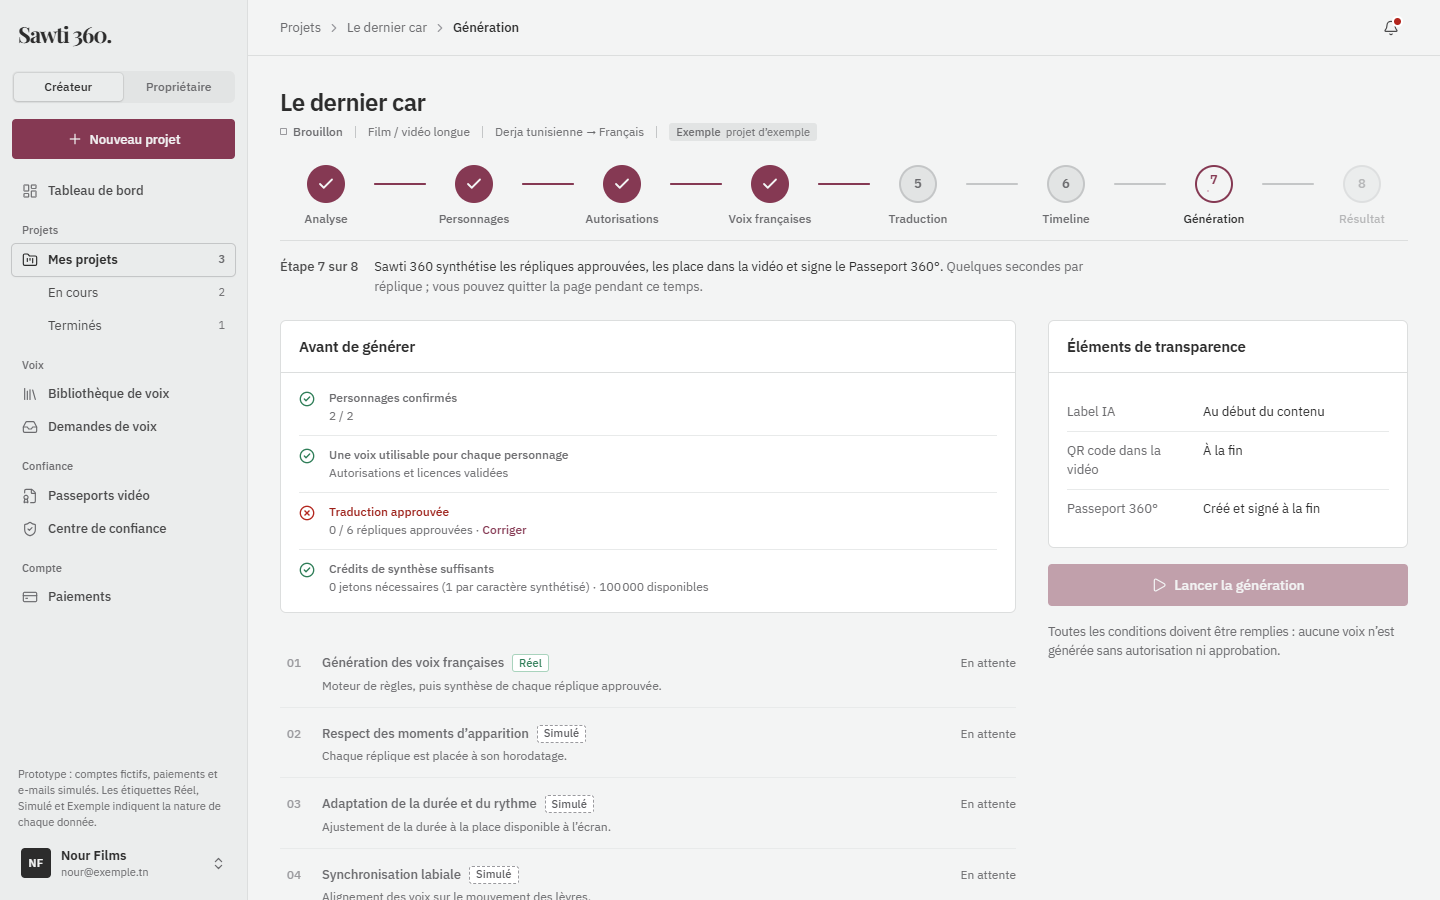 Sawti 360.
Créateur
Propriétaire
Nouveau projet
Tableau de bord
Projets
Mes projets 3
En cours 2
Terminés 1
Voix
Bibliothèque de voix
Demandes de voix
Confiance
Passeports vidéo
Centre de confiance
Compte
Paiements
Prototype : comptes fictifs, paiements et
e-mails simulés. Les étiquettes Réel,
Simulé et Exemple indiquent la nature de
chaque donnée.
NF
Nour Films
nour@exemple.tn
Projets > Le dernier car > Génération
Le dernier car
Brouillon
Film / vidéo longue
Derja tunisienne → Français
Exemple projet d’exemple
Analyse
Personnages
Autorisations
Voix françaises
5
Traduction
6
Timeline
7
Génération
8
Résultat
Étape 7 sur 8
Sawti 360 synthétise les répliques approuvées, les place dans la vidéo et signe le Passeport 360°. Quelques secondes par
réplique ; vous pouvez quitter la page pendant ce temps.
Avant de générer
Personnages confirmés
2 / 2
Une voix utilisable pour chaque personnage
Autorisations et licences validées
Traduction approuvée
0 / 6 répliques approuvées · Corriger
Crédits de synthèse suffisants
0 jetons nécessaires (1 par caractère synthétisé) · 100 000 disponibles
01 Génération des voix françaises Réel En attente
Moteur de règles, puis synthèse de chaque réplique approuvée.
02 Respect des moments d’apparition Simulé En attente
Chaque réplique est placée à son horodatage.
03 Adaptation de la durée et du rythme Simulé En attente
Ajustement de la durée à la place disponible à l’écran.
04 Synchronisation labiale Simulé En attente
Alignement des voix sur le mouvement des lèvres.
Éléments de transparence
Label IA Au début du contenu
QR code dans la À la fin
vidéo
Passeport 360° Créé et signé à la fin
Lancer la génération
Toutes les conditions doivent être remplies : aucune voix n’est
générée sans autorisation ni approbation.